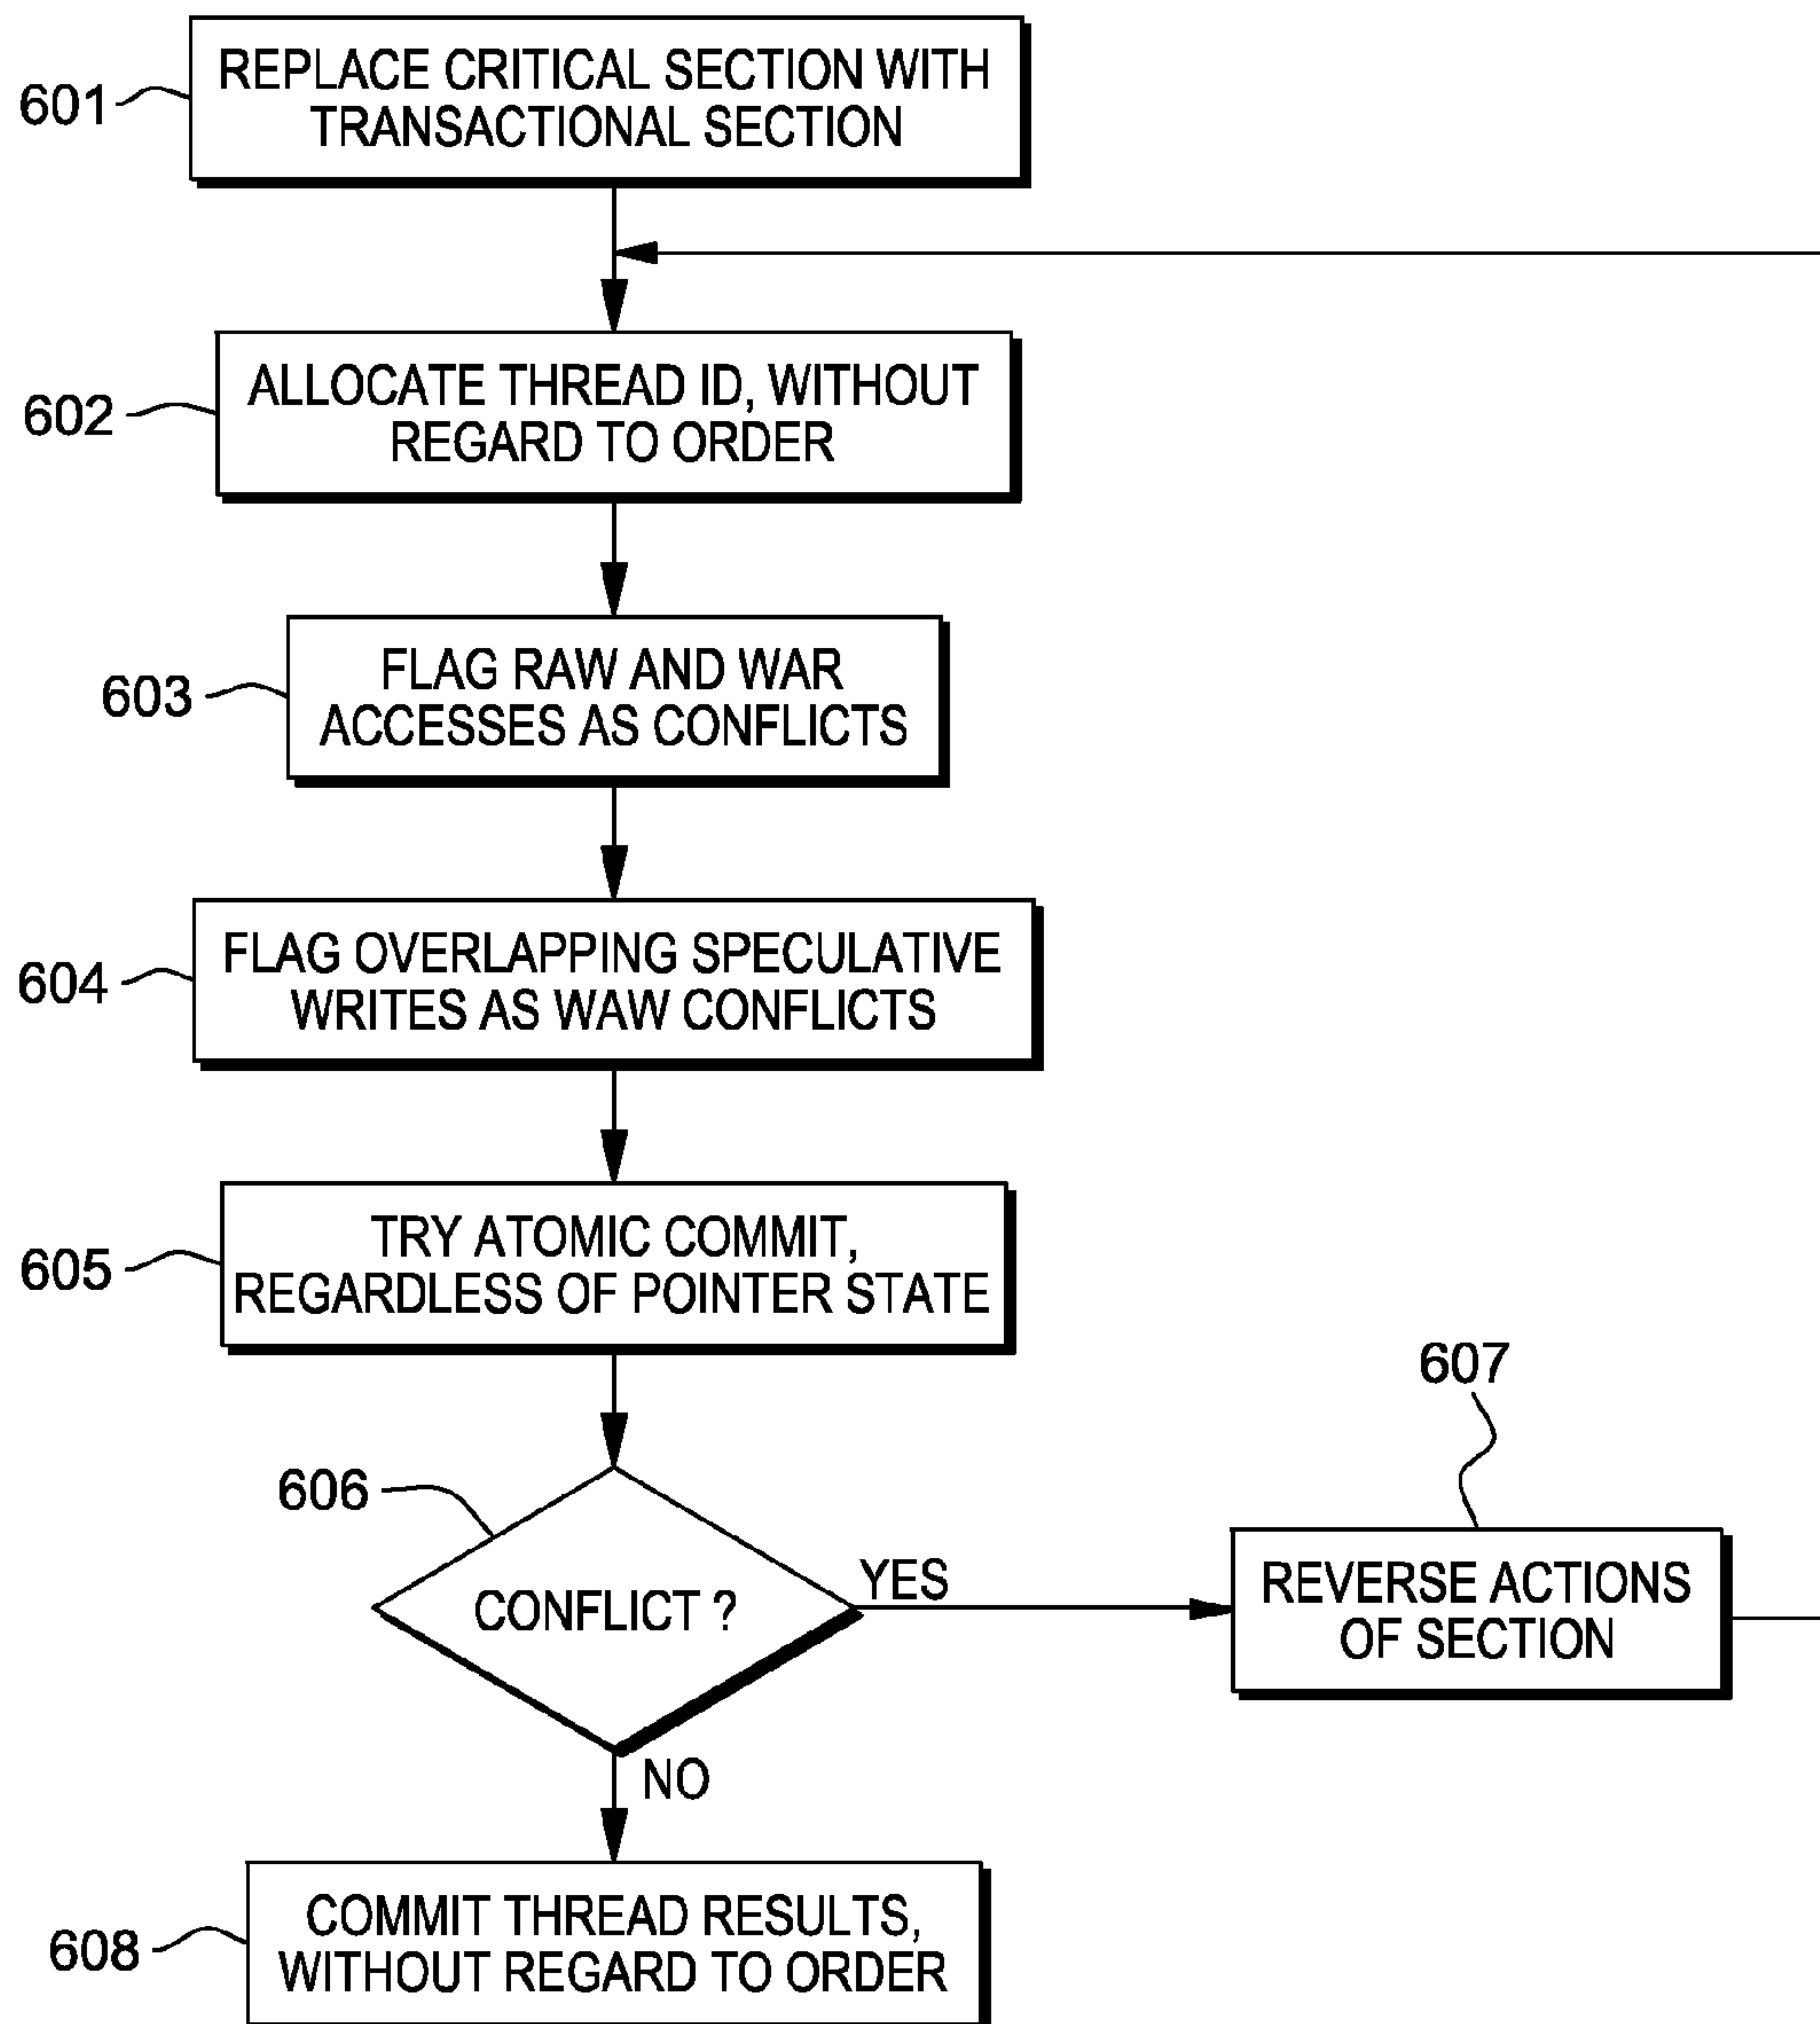 601
REPLACE CRITICAL SECTION WITH
TRANSACTIONAL SECTION
602
ALLOCATE THREAD ID, WITHOUT
REGARD TO ORDER
603
FLAG RAW AND WAR
ACCESSES AS CONFLICTS
604
FLAG OVERLAPPING SPECULATIVE
WRITES AS WAW CONFLICTS
605
TRY ATOMIC COMMIT,
REGARDLESS OF POINTER STATE
606
CONFLICT ?
YES
607
REVERSE ACTIONS
OF SECTION
NO
608
COMMIT THREAD RESULTS,
WITHOUT REGARD TO ORDER